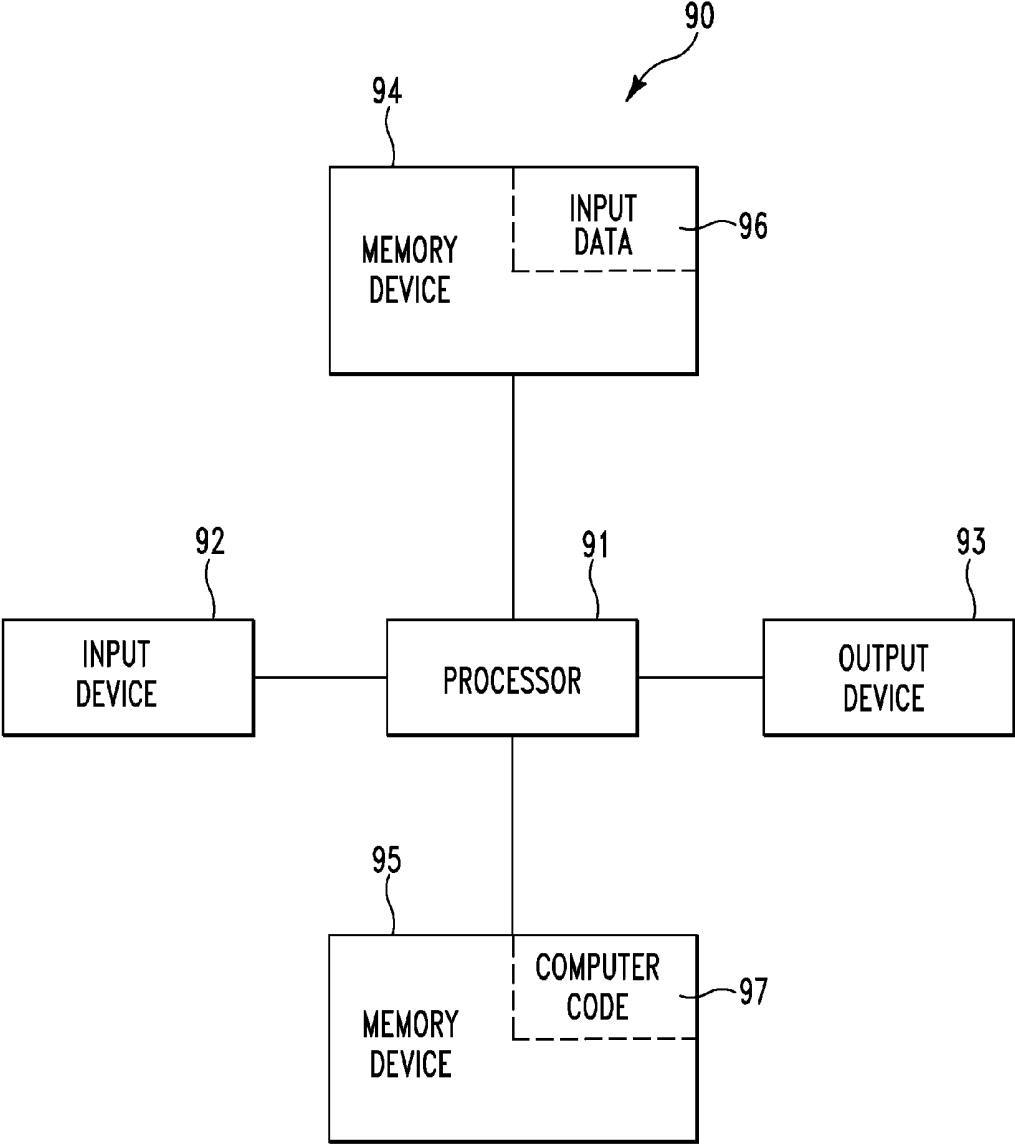 90
94
INPUT
DATA
96
MEMORY
DEVICE
92
91
93
INPUT
DEVICE
PROCESSOR
OUTPUT
DEVICE
95
COMPUTER
CODE
97
MEMORY
DEVICE